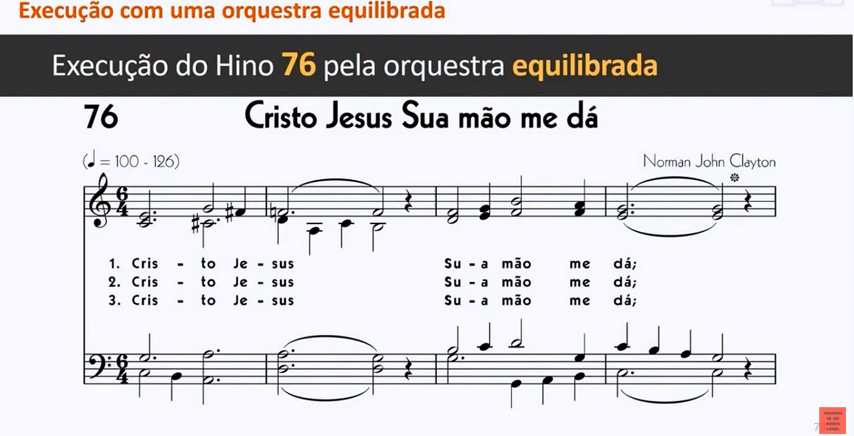 Execução com uma orquestra equilibrada
Execução do Hino 76 pela orquestra equilibrada
76 Cristo Jesus Sua mão me dá
(♩ = 100 - 126) Norman John Clayton
6 4
1. Cris - to Je - sus Su - a mão me dá;
2. Cris - to Je - sus Su - a mão me dá;
3. Cris - to Je - sus Su - a mão me dá;
6 4